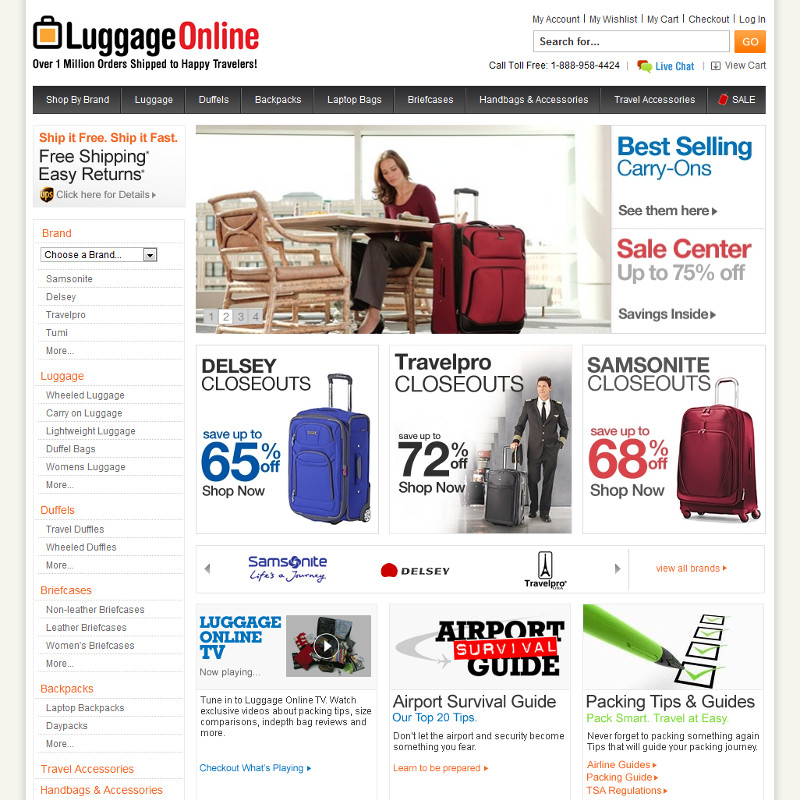 LuggageOnline
Over 1 Million Orders Shipped to Happy Travelers!
My Account | My Wishlist | My Cart | Checkout | Log In
Search for... GO
Call Toll Free: 1-888-958-4424 | Live Chat | View Cart
Shop By Brand Luggage Duffels Backpacks Laptop Bags Briefcases Handbags & Accessories Travel Accessories SALE
Ship it Free. Ship it Fast.
Free Shipping*
Easy Returns*
ups Click here for Details
Brand
Choose a Brand...
Samsonite
Delsey
Travelpro
Tumi
More...
Luggage
Wheeled Luggage
Carry on Luggage
Lightweight Luggage
Duffel Bags
Womens Luggage
More...
Duffels
Travel Duffles
Wheeled Duffles
More...
Briefcases
Non-leather Briefcases
Leather Briefcases
Women's Briefcases
More...
Backpacks
Laptop Backpacks
Daypacks
More...
Travel Accessories
Handbags & Accessories
1 2 3 4
Best Selling
Carry-Ons
See them here
Sale Center
Up to 75% off
Savings Inside
DELSEY
CLOSEOUTS
save up to
65% off
Shop Now
Travelpro
CLOSEOUTS
save up to
72% off
Shop Now
SAMSONITE
CLOSEOUTS
save up to
68% off
Shop Now
Samsonite
Life's a Journey
DELSEY
Travelpro
view all brands
LUGGAGE
ONLINE
TV
Now playing...
Tune in to Luggage Online TV. Watch
exclusive videos about packing tips, size
comparisons, indepth bag reviews and
more.
Checkout What's Playing
AIRPORT
SURVIVAL
GUIDE
Airport Survival Guide
Our Top 20 Tips.
Don't let the airport and security become
something you fear.
Learn to be prepared
Packing Tips & Guides
Pack Smart. Travel at Easy.
Never forget to packing something again
Tips that will guide your packing journey.
Airline Guides
Packing Guide
TSA Regulations